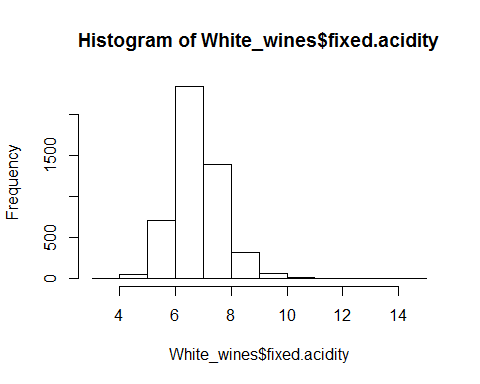 Histogram of White_wines$fixed.acidity
Frequency
1500
500
0
4 6 8 10 12 14
White_wines$fixed.acidity